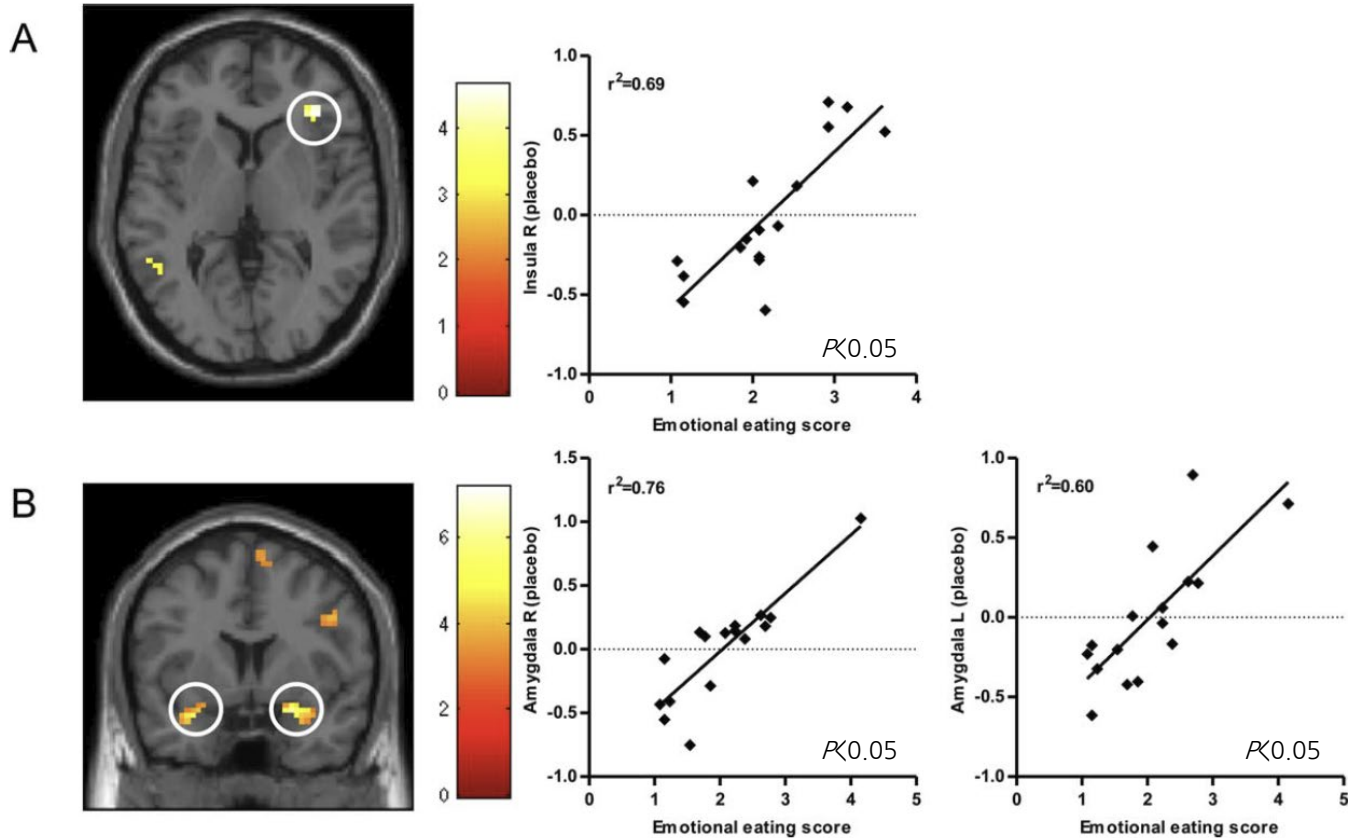 A
4
3
2
1
0
Insula R (placebo)
1.0
0.5
0.0
-0.5
-1.0
r²=0.69
P<0.05
0 1 2 3 4
Emotional eating score
B
6
4
2
0
Amygdala R (placebo)
1.5
1.0
0.5
0.0
-0.5
-1.0
r²=0.76
P<0.05
0 1 2 3 4 5
Emotional eating score
Amygdala L (placebo)
1.0
0.5
0.0
-0.5
-1.0
r²=0.60
P<0.05
0 1 2 3 4 5
Emotional eating score